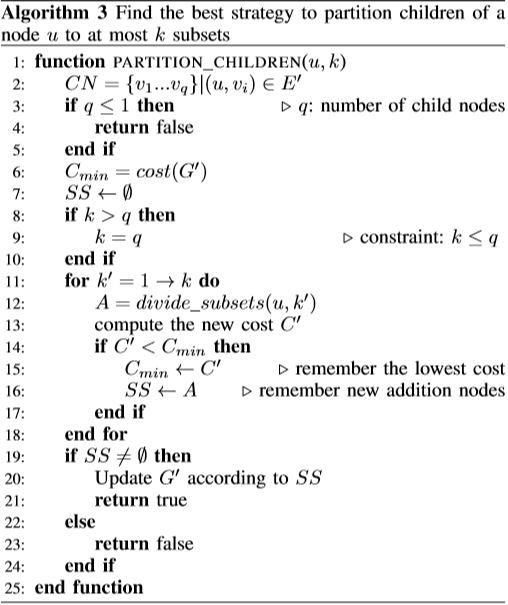 Algorithm 3 Find the best strategy to partition children of a
node u to at most k subsets
1: function PARTITION_CHILDREN(u, k)
2: CN = {v₁...v_q}|(u, vᵢ) ∈ E′
3: if q ≤ 1 then ▷ q: number of child nodes
4: return false
5: end if
6: C_min = cost(G′)
7: SS ← ∅
8: if k > q then
9: k = q ▷ constraint: k ≤ q
10: end if
11: for k′ = 1 → k do
12: A = divide_subsets(u, k′)
13: compute the new cost C′
14: if C′ < C_min then
15: C_min ← C′ ▷ remember the lowest cost
16: SS ← A ▷ remember new addition nodes
17: end if
18: end for
19: if SS ≠ ∅ then
20: Update G′ according to SS
21: return true
22: else
23: return false
24: end if
25: end function